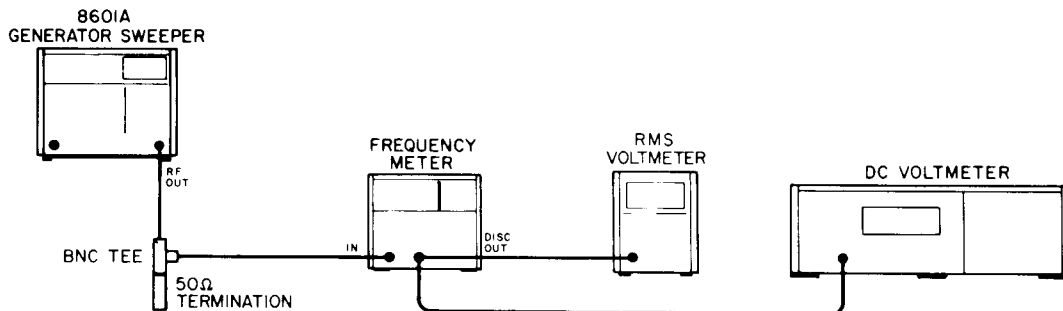 8601A
GENERATOR SWEEPER
RF
OUT
FREQUENCY
METER
RMS
VOLTMETER
DC VOLTMETER
IN
DISC
OUT
BNC TEE
50Ω
TERMINATION